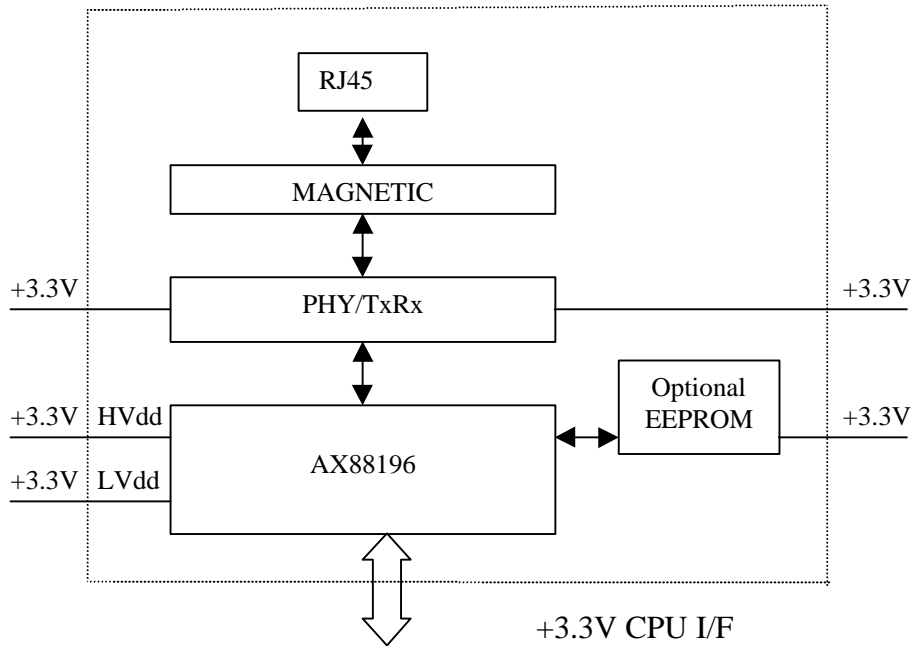 RJ45
MAGNETIC
+3.3V
PHY/TxRx
+3.3V
Optional
EEPROM
+3.3V HVdd
+3.3V
AX88196
+3.3V LVdd
+3.3V CPU I/F